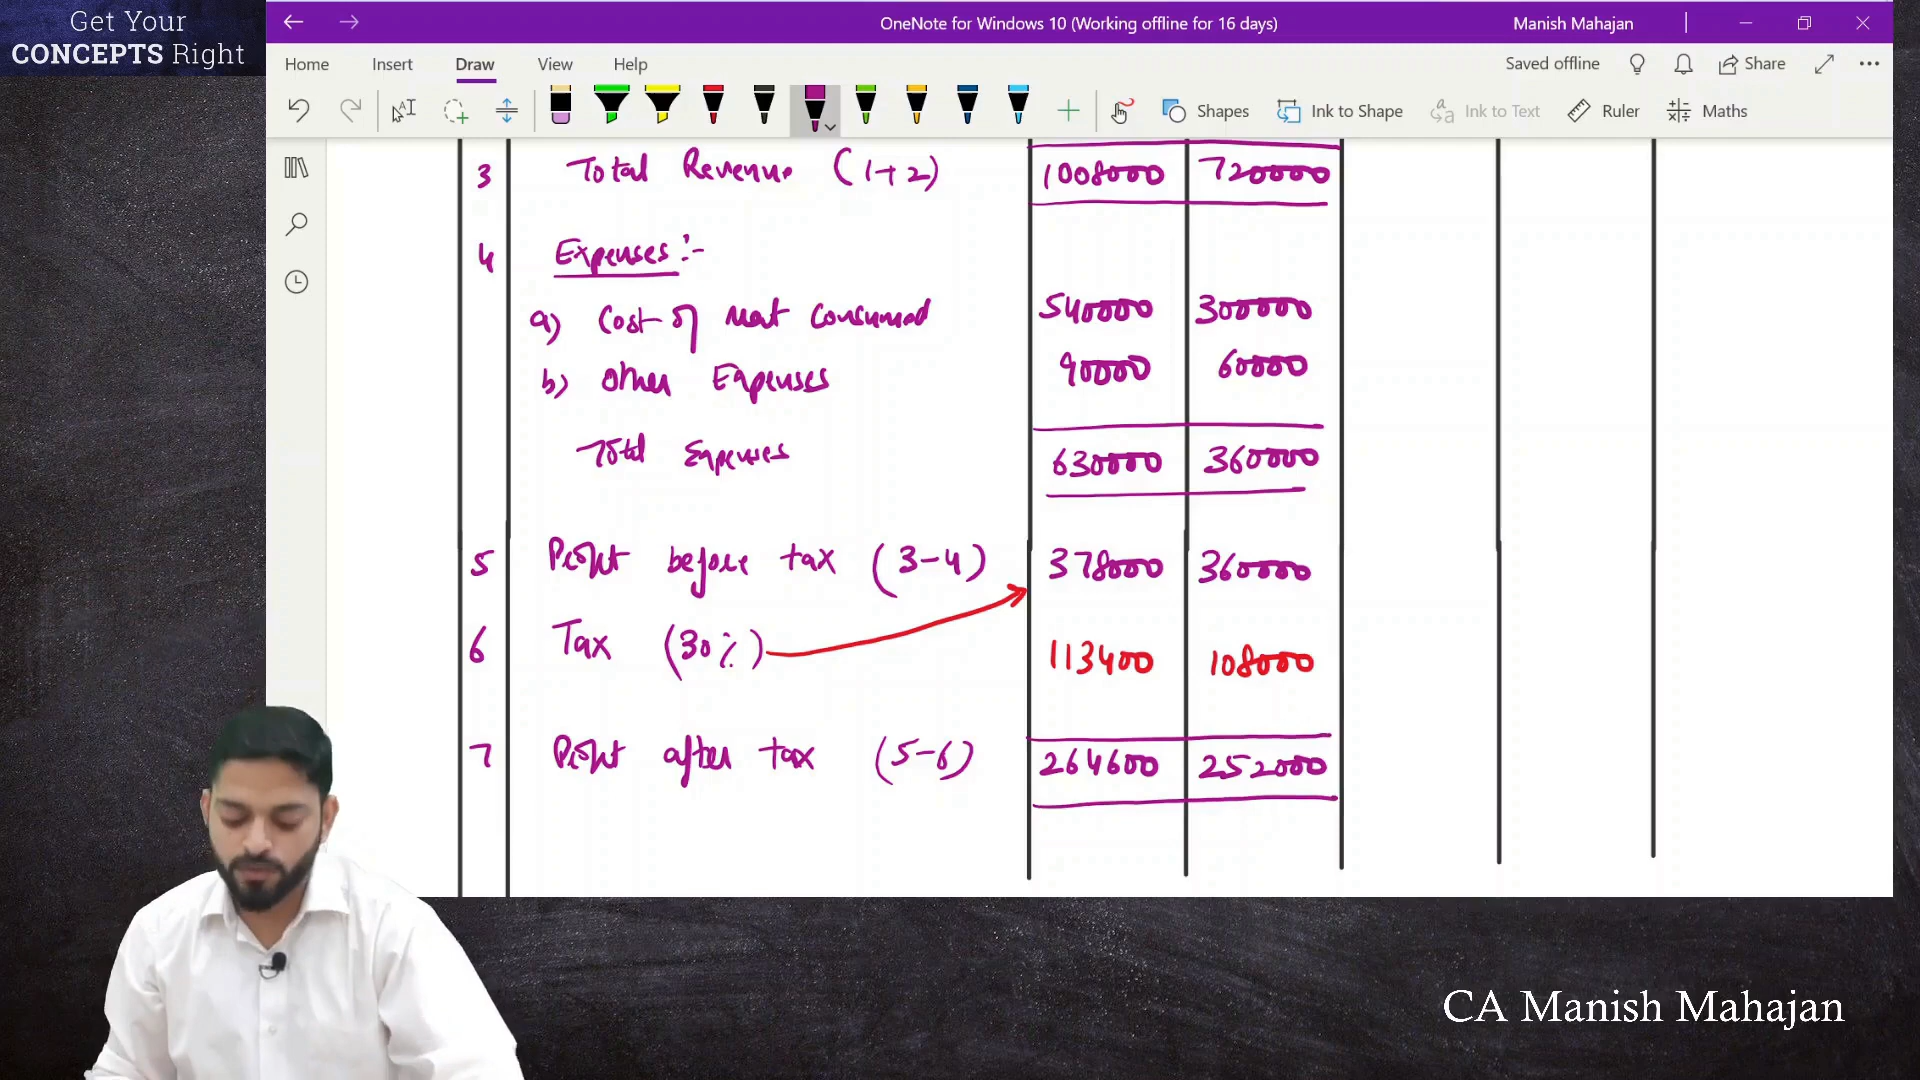 Get Your
CONCEPTS Right
OneNote for Windows 10 (Working offline for 16 days)
Manish Mahajan
Home Insert Draw View Help
Saved offline
Share
Shapes
Ink to Shape
Ink to Text
Ruler
Maths
3 Total Revenue (1+2) 1008000 720000
4 Expenses :-
a) Cost of mat consumed 540000 300000
b) Other Expenses 90000 60000
Total Expenses 630000 360000
5 Profit before tax (3-4) 378000 360000
6 Tax (30%) 113400 108000
7 Profit after tax (5-6) 264600 252000
CA Manish Mahajan